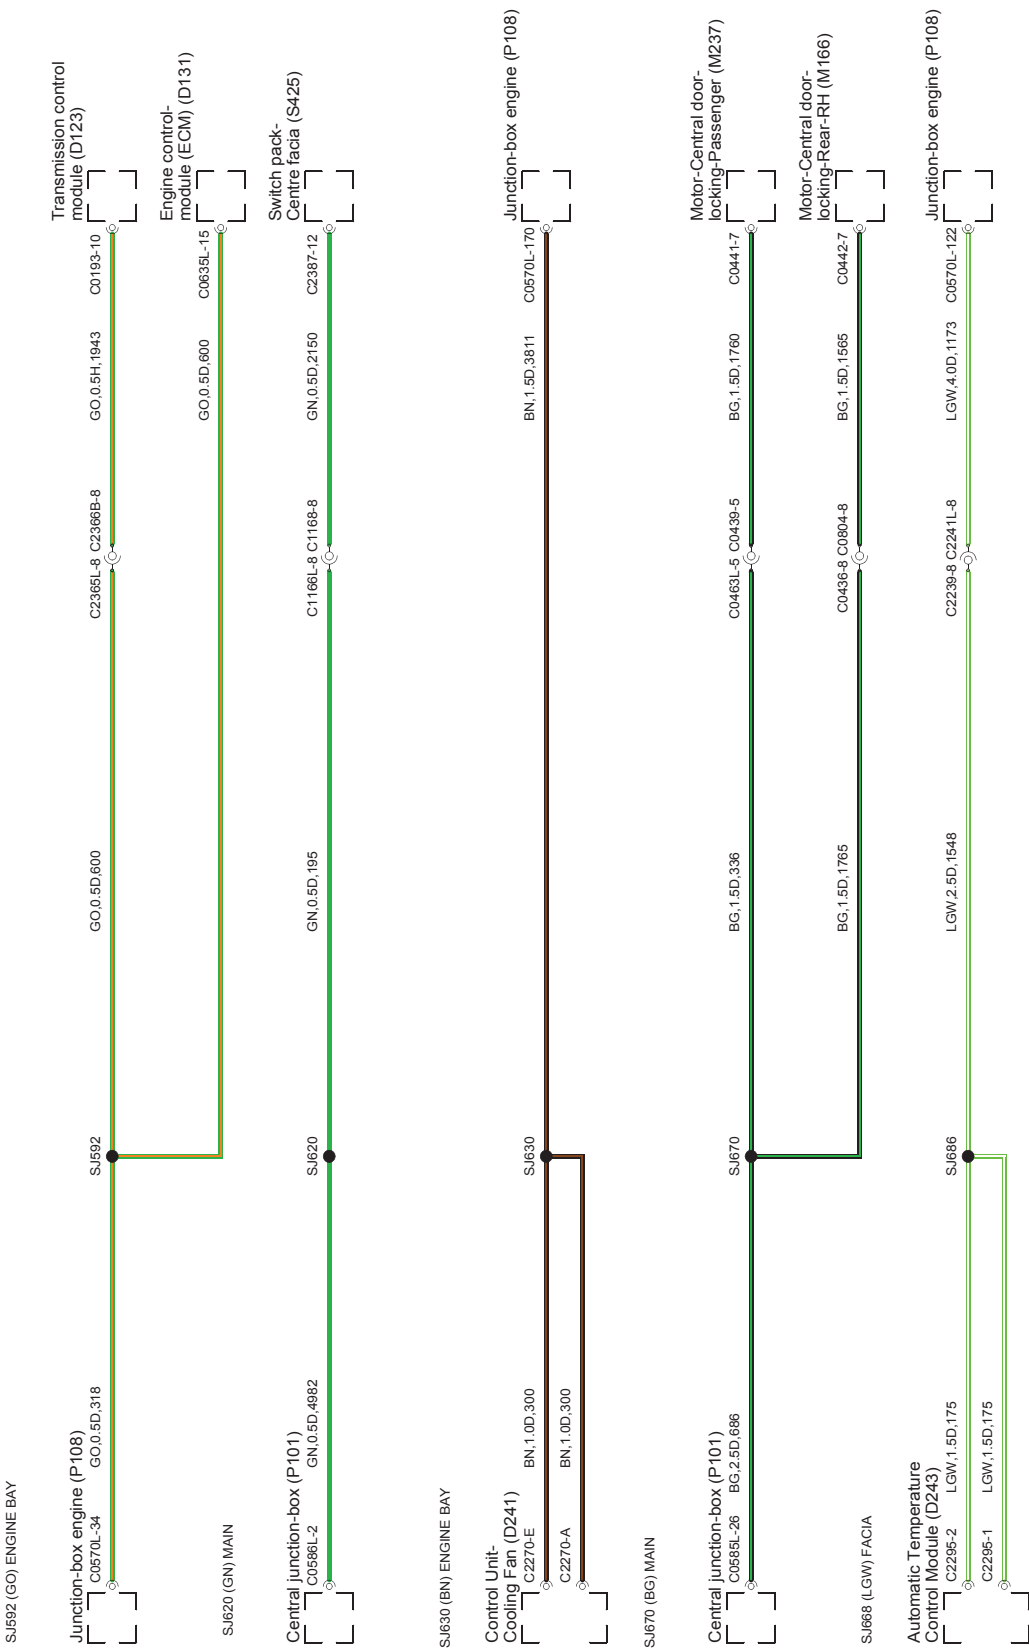 SJ592 (GO) ENGINE BAY
Junction-box engine (P108)
C0570L-34
GO,0.5D,318
SJ592
GO,0.5D,600
C2365L-8
C2366B-8
GO,0.5H,1943
C0193-10
Transmission control
module (D123)
GO,0.5D,600
C0635L-15
Engine control-
module (ECM) (D131)
SJ620 (GN) MAIN
Central junction-box (P101)
C0586L-2
GN,0.5D,4982
SJ620
GN,0.5D,195
C1166L-8
C1168-8
GN,0.5D,2150
C2387-12
Switch pack-
Centre facia (S425)
SJ630 (BN) ENGINE BAY
Control Unit-
Cooling Fan (D241)
C2270-E
BN,1.0D,300
C2270-A
BN,1.0D,300
SJ630
BN,1.5D,3811
C0570L-170
Junction-box engine (P108)
SJ670 (BG) MAIN
Central junction-box (P101)
C0585L-26
BG,2.5D,686
SJ670
BG,1.5D,336
C0463L-5
C0439-5
BG,1.5D,1760
C0441-7
Motor-Central door-
locking-Passenger (M237)
BG,1.5D,1765
C0436-8
C0804-8
BG,1.5D,1565
C0442-7
Motor-Central door-
locking-Rear-RH (M166)
SJ668 (LGW) FACIA
Automatic Temperature
Control Module (D243)
C2295-2
LGW,1.5D,175
C2295-1
LGW,1.5D,175
SJ686
LGW,2.5D,1548
C2239-8
C2241L-8
LGW,4.0D,1173
C0570L-122
Junction-box engine (P108)